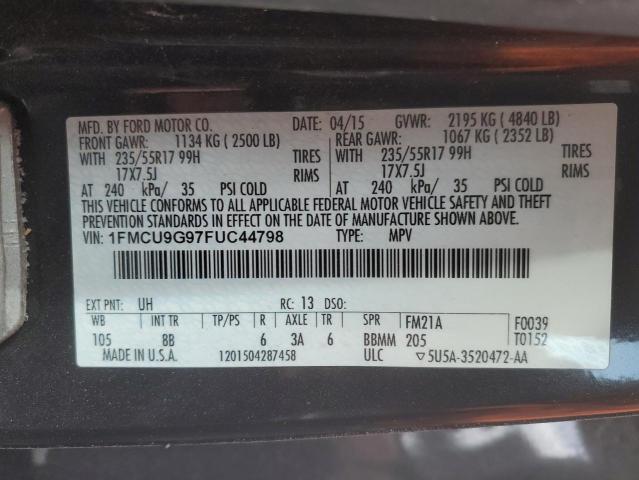 MFD. BY FORD MOTOR CO. DATE: 04/15 GVWR: 2195 KG ( 4840 LB)
FRONT GAWR: 1134 KG ( 2500 LB) REAR GAWR: 1067 KG ( 2352 LB)
WITH 235/55R17 99H TIRES WITH 235/55R17 99H TIRES
17X7.5J RIMS 17X7.5J RIMS
AT 240 kPa/ 35 PSI COLD AT 240 kPa/ 35 PSI COLD
THIS VEHICLE CONFORMS TO ALL APPLICABLE FEDERAL MOTOR VEHICLE SAFETY AND THEFT
PREVENTION STANDARDS IN EFFECT ON THE DATE OF MANUFACTURE SHOWN ABOVE.
VIN: 1FMCU9G97FUC44798 TYPE: MPV
EXT PNT: UH RC: 13 DSO:
WB INT TR TP/PS R AXLE TR SPR FM21A F0039
105 8B 6 3A 6 BBMM 205 T0152
MADE IN U.S.A. 1201504287458 ULC ▽5U5A-3520472-AA